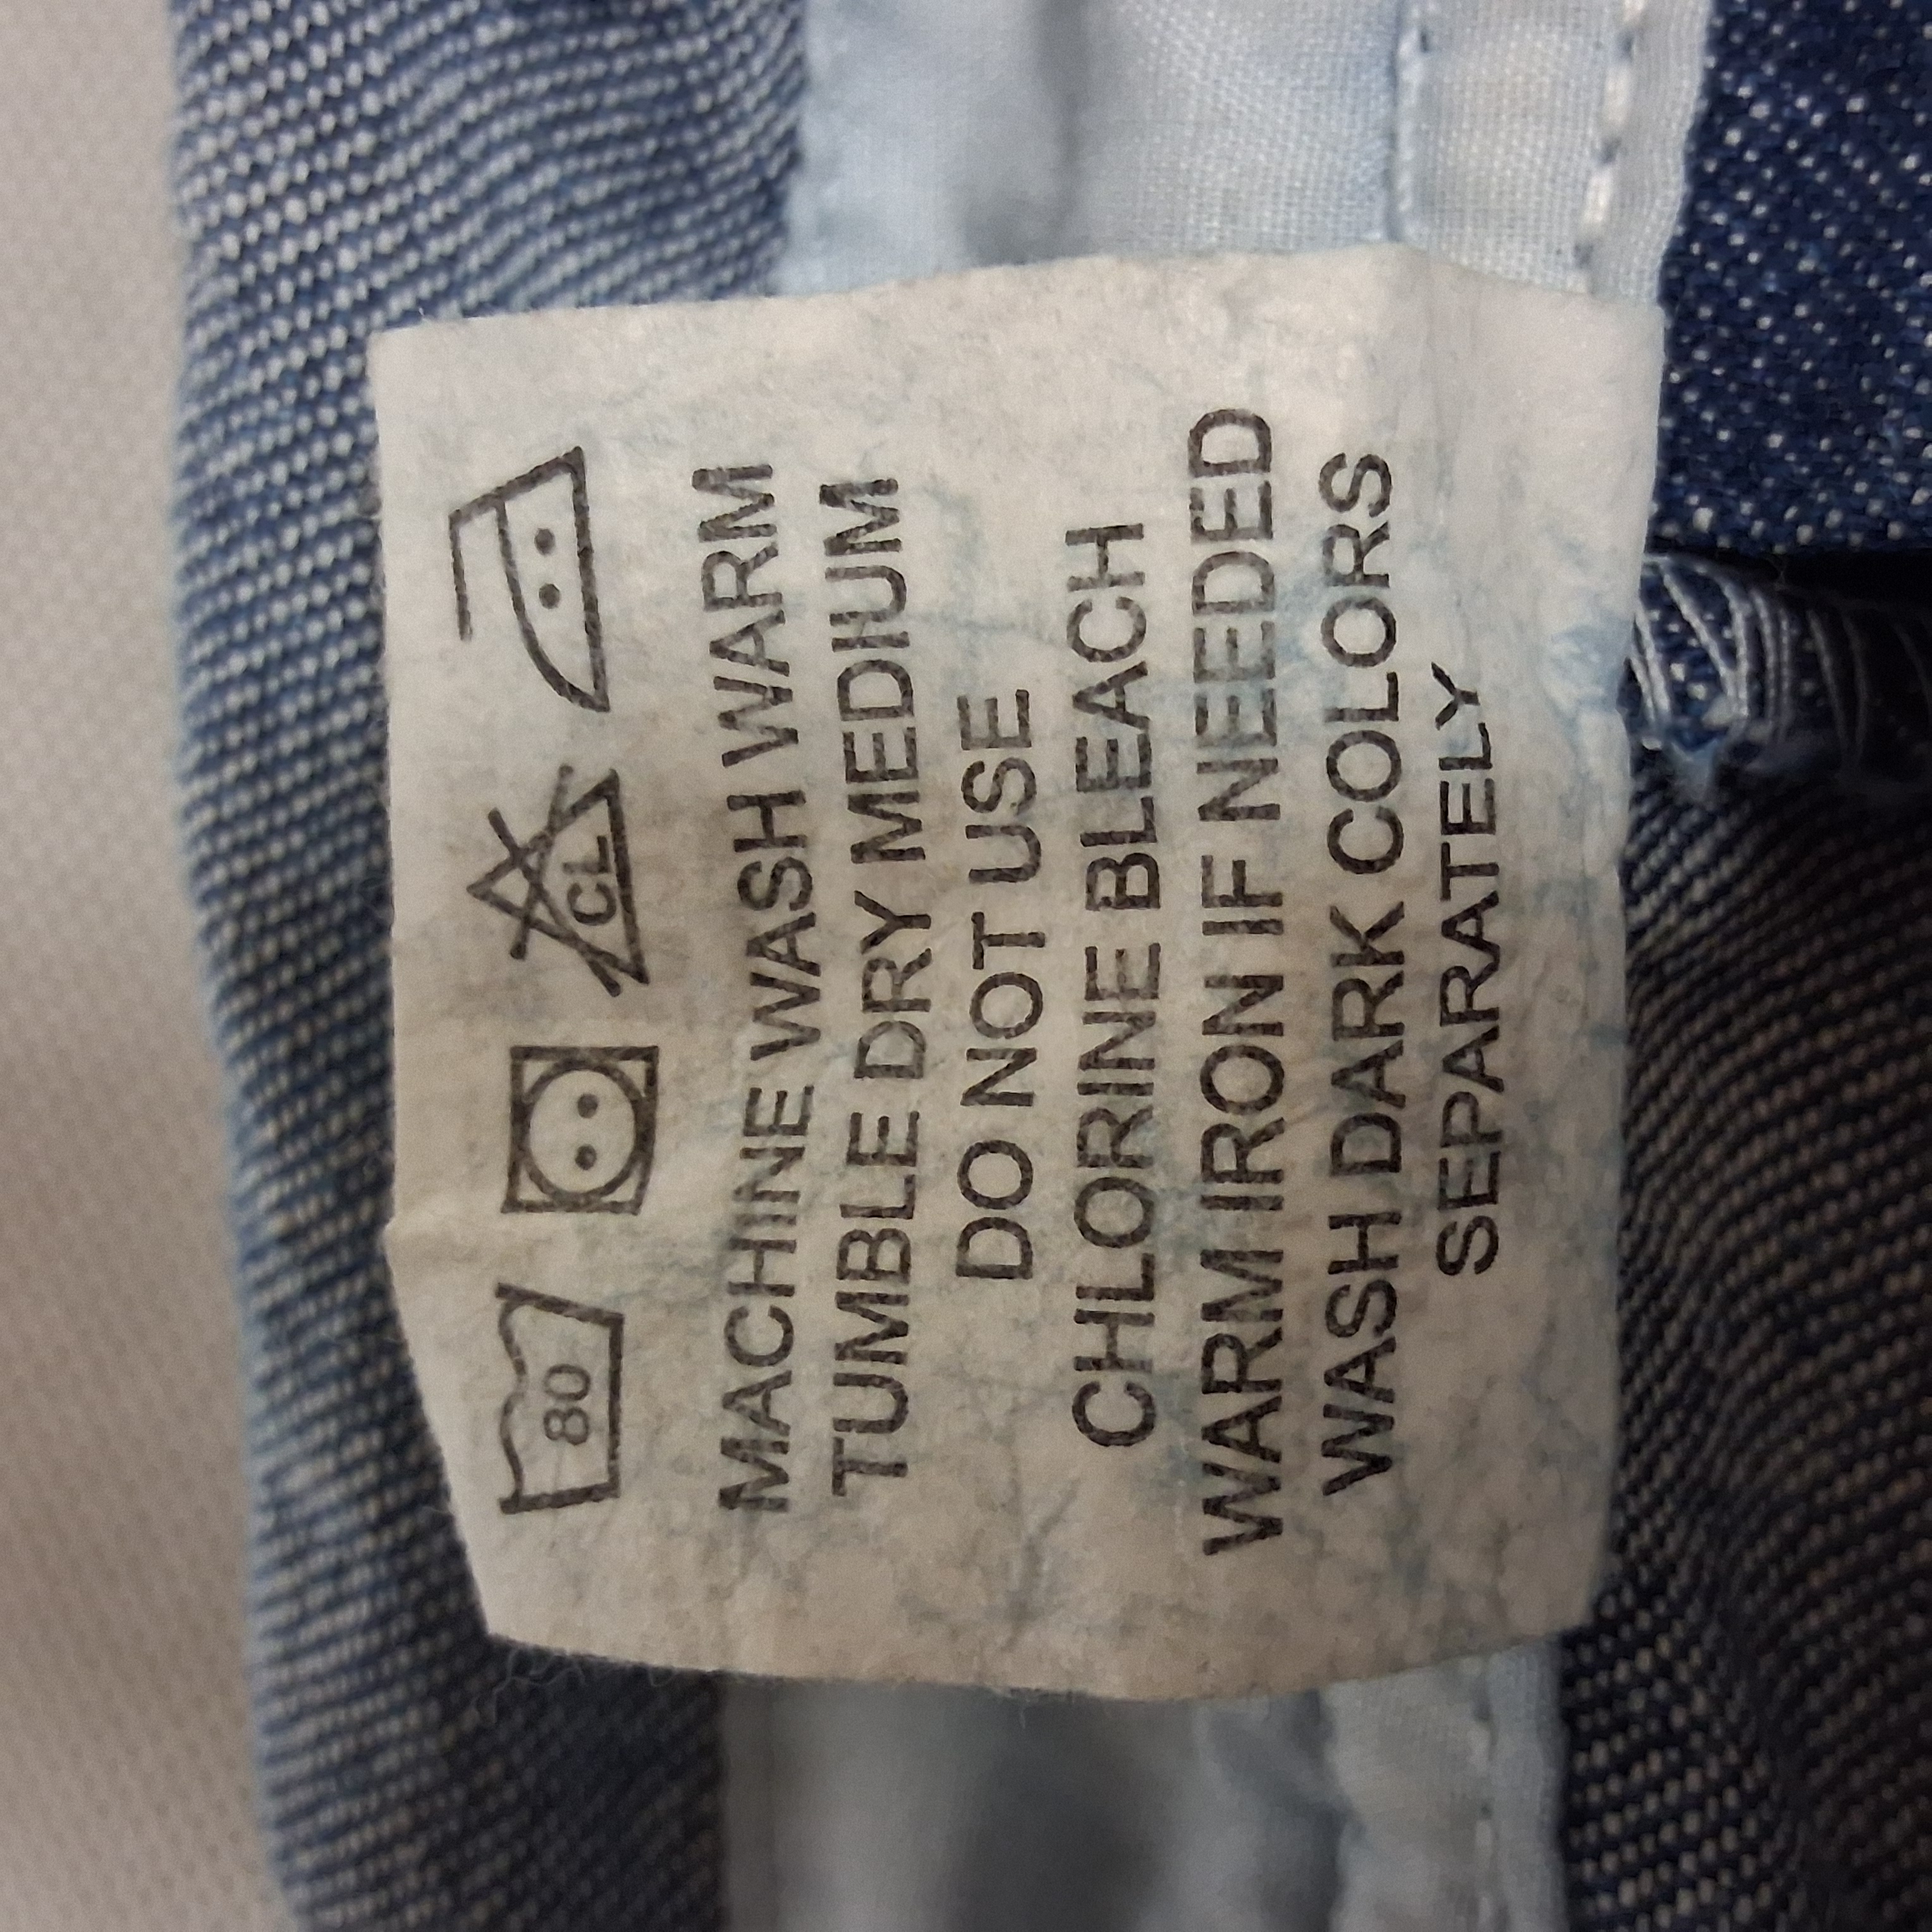 80 CL
MACHINE WASH WARM
TUMBLE DRY MEDIUM
DO NOT USE
CHLORINE BLEACH
WARM IRON IF NEEDED
WASH DARK COLORS
SEPARATELY